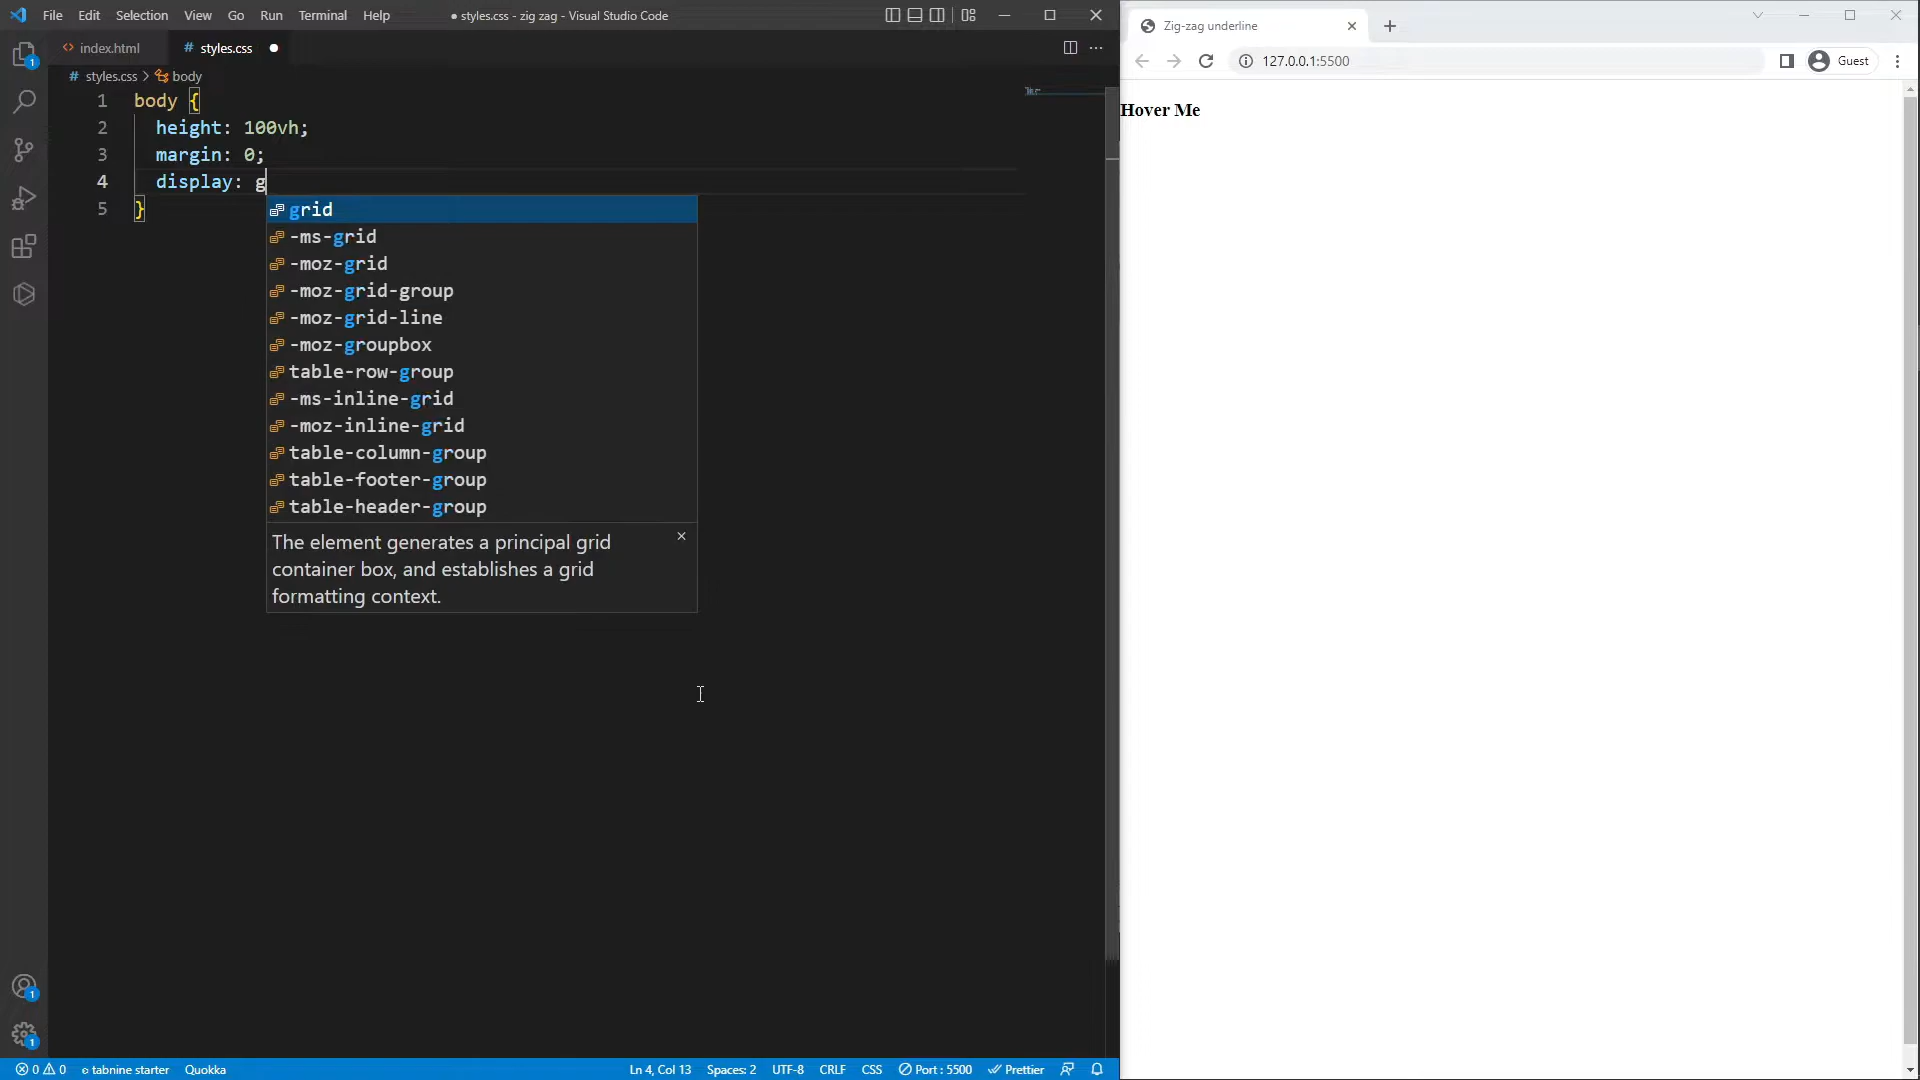 File Edit Selection View Go Run Terminal Help
● styles.css - zig zag - Visual Studio Code
index.html
# styles.css ●
# styles.css > body
1 body {
2 height: 100vh;
3 margin: 0;
4 display: g
5 }
grid
-ms-grid
-moz-grid
-moz-grid-group
-moz-grid-line
-moz-groupbox
table-row-group
-ms-inline-grid
-moz-inline-grid
table-column-group
table-footer-group
table-header-group
The element generates a principal grid
container box, and establishes a grid
formatting context.
1
1
1
0 0 tabnine starter Quokka
Ln 4, Col 13 Spaces: 2 UTF-8 CRLF CSS Port : 5500 Prettier
Zig-zag underline
127.0.0.1:5500
Guest
Hover Me